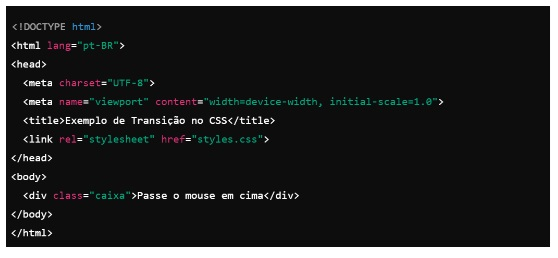 <!DOCTYPE html>
<html lang="pt-BR">
<head>
  <meta charset="UTF-8">
  <meta name="viewport" content="width=device-width, initial-scale=1.0">
  <title>Exemplo de Transição no CSS</title>
  <link rel="stylesheet" href="styles.css">
</head>
<body>
  <div class="caixa">Passe o mouse em cima</div>
</body>
</html>